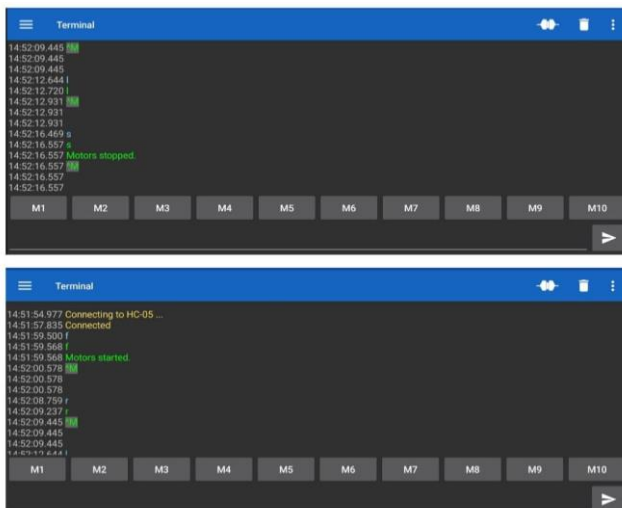 Terminal
14:52:09.445 ^M
14:52:09.445
14:52:09.445
14:52:12.644 l
14:52:12.720 l
14:52:12.931 ^M
14:52:12.931
14:52:12.931
14:52:16.469 s
14:52:16.557 s
14:52:16.557 Motors stopped.
14:52:16.557 ^M
14:52:16.557
14:52:16.557
M1 M2 M3 M4 M5 M6 M7 M8 M9 M10
Terminal
14:51:54.977 Connecting to HC-05 ...
14:51:57.835 Connected
14:51:59.500 f
14:51:59.568 f
14:51:59.568 Motors started.
14:52:00.578 ^M
14:52:00.578
14:52:00.578
14:52:08.759 r
14:52:09.237 r
14:52:09.445 ^M
14:52:09.445
14:52:09.445
14:52:12.644 l
M1 M2 M3 M4 M5 M6 M7 M8 M9 M10